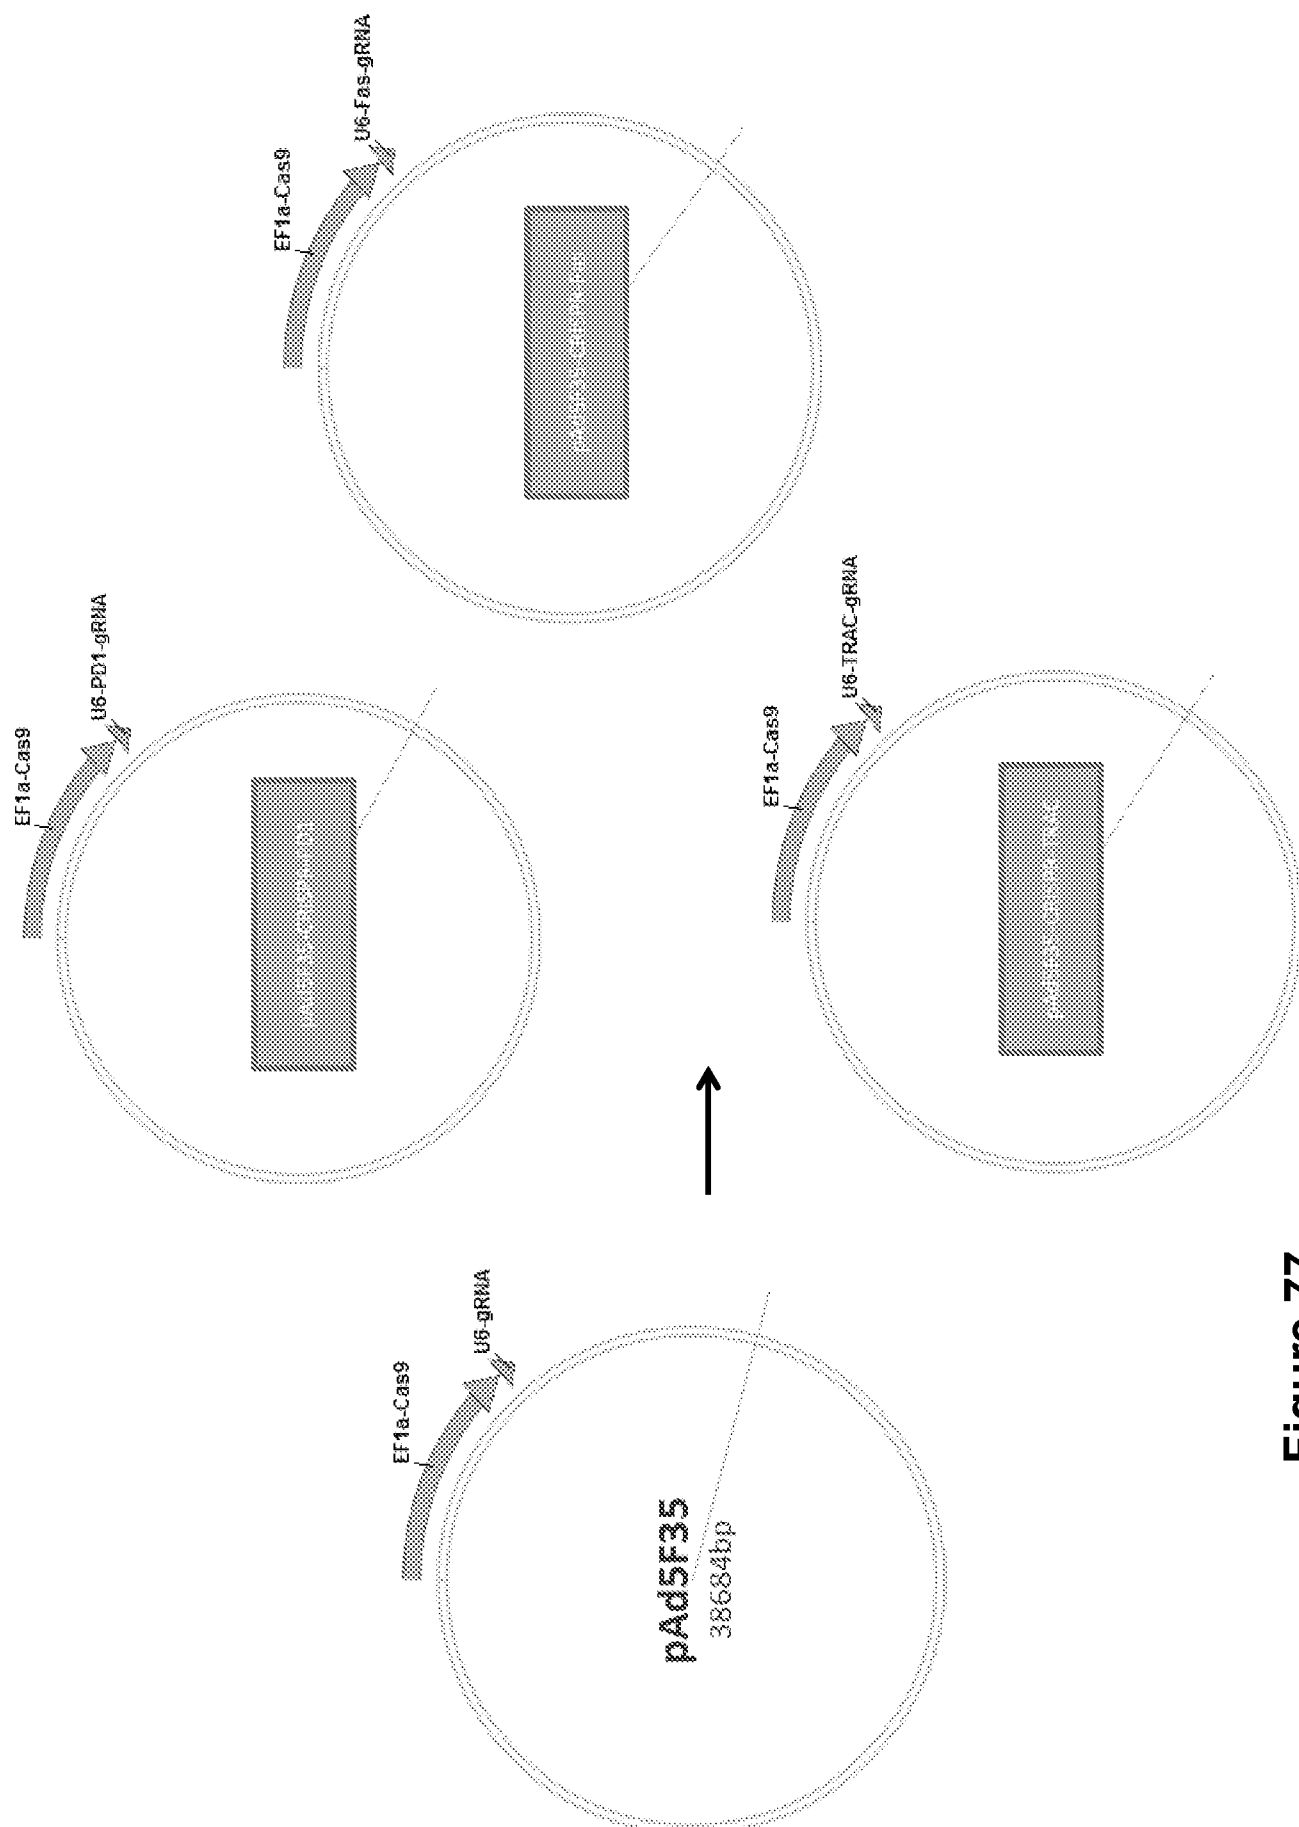 EF1a-Cas9
U6-gRNA
pAd5F35
38684bp
EF1a-Cas9
U6-PD1-gRNA
EF1a-Cas9
U6-TRAC-gRNA
EF1a-Cas9
U6-Fas-gRNA
Figure 77